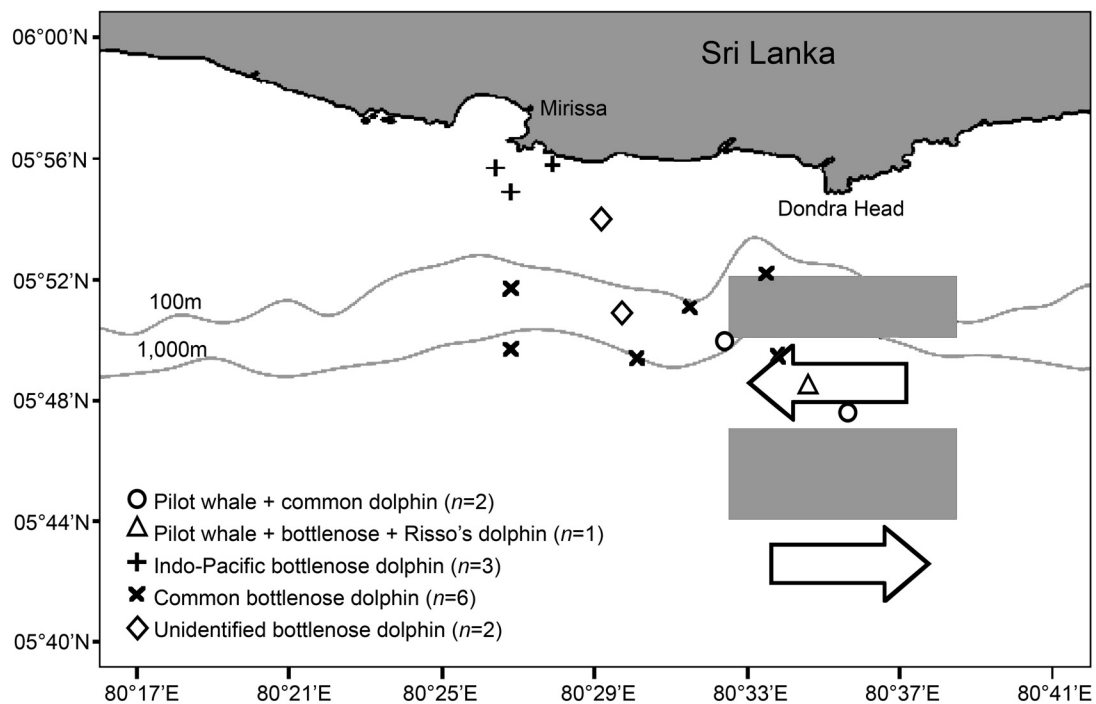 06°00'N
Sri Lanka
Mirissa
05°56'N
Dondra Head
05°52'N
100m
1,000m
05°48'N
Pilot whale + common dolphin (n=2)
05°44'N
Pilot whale + bottlenose + Risso's dolphin (n=1)
Indo-Pacific bottlenose dolphin (n=3)
Common bottlenose dolphin (n=6)
Unidentified bottlenose dolphin (n=2)
05°40'N
80°17'E 80°21'E 80°25'E 80°29'E 80°33'E 80°37'E 80°41'E